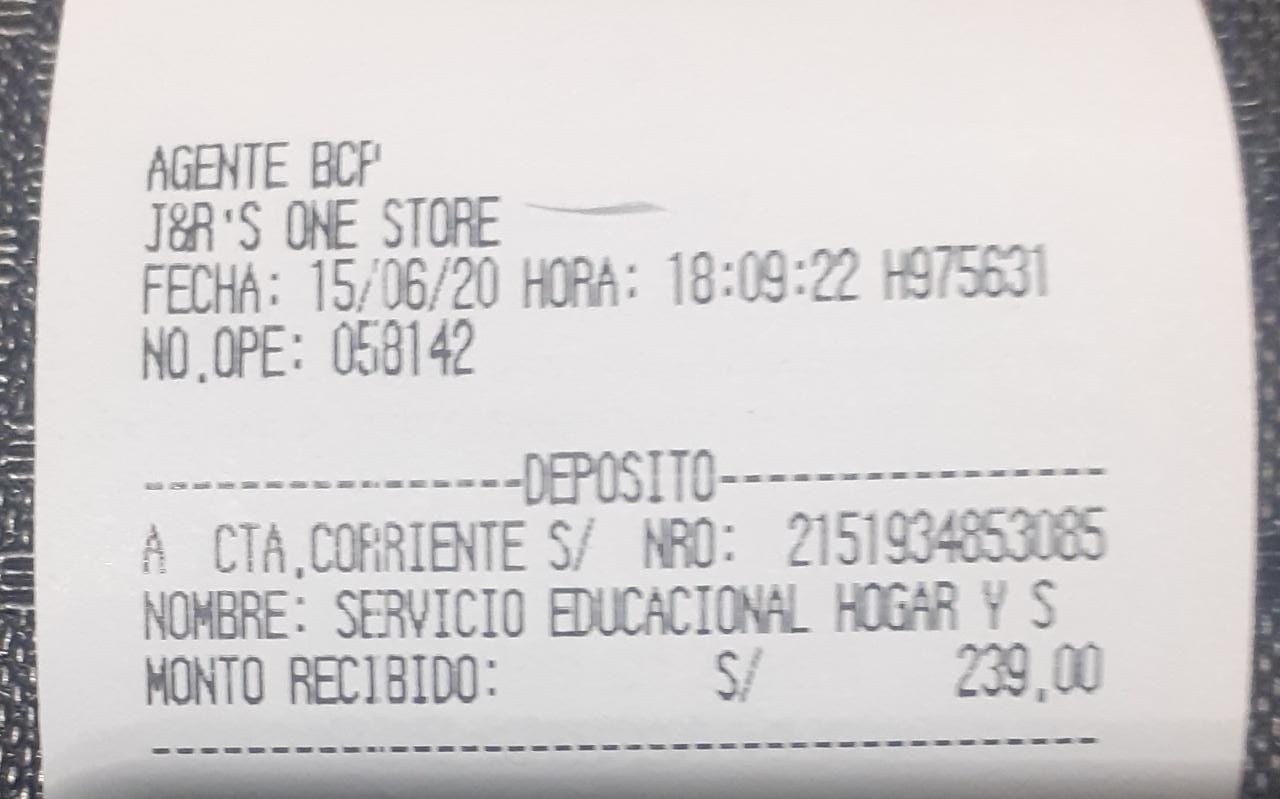 AGENTE BCP
J&R'S ONE STORE
FECHA: 15/06/20 HORA: 18:09:22 H975631
NO.OPE: 058142
---------------DEPOSITO---------------
A CTA.CORRIENTE S/ NRO: 2151934853085
NOMBRE: SERVICIO EDUCACIONAL HOGAR Y S
MONTO RECIBIDO: S/ 239,00
--------------------------------------